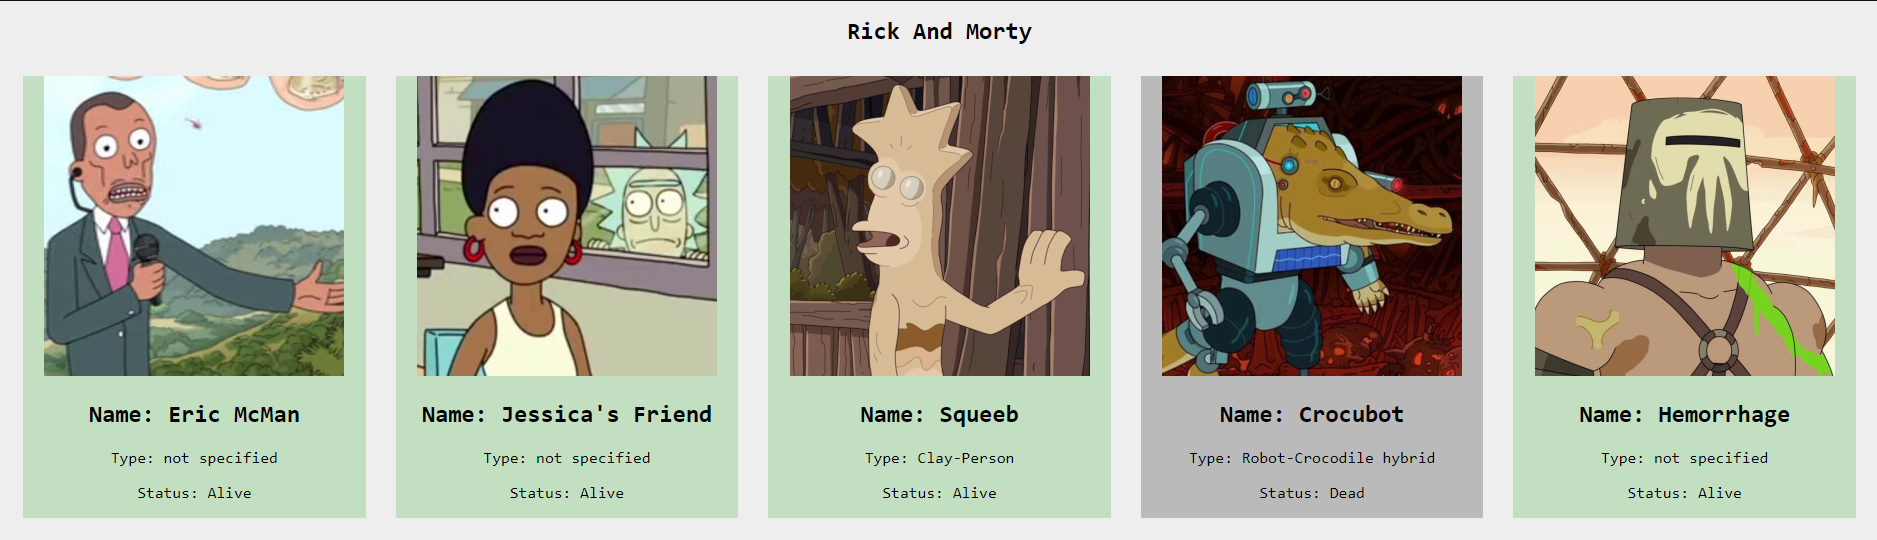 Rick And Morty
Name: Eric McMan
Type: not specified
Status: Alive
Name: Jessica's Friend
Type: not specified
Status: Alive
Name: Squeeb
Type: Clay-Person
Status: Alive
Name: Crocubot
Type: Robot-Crocodile hybrid
Status: Dead
Name: Hemorrhage
Type: not specified
Status: Alive